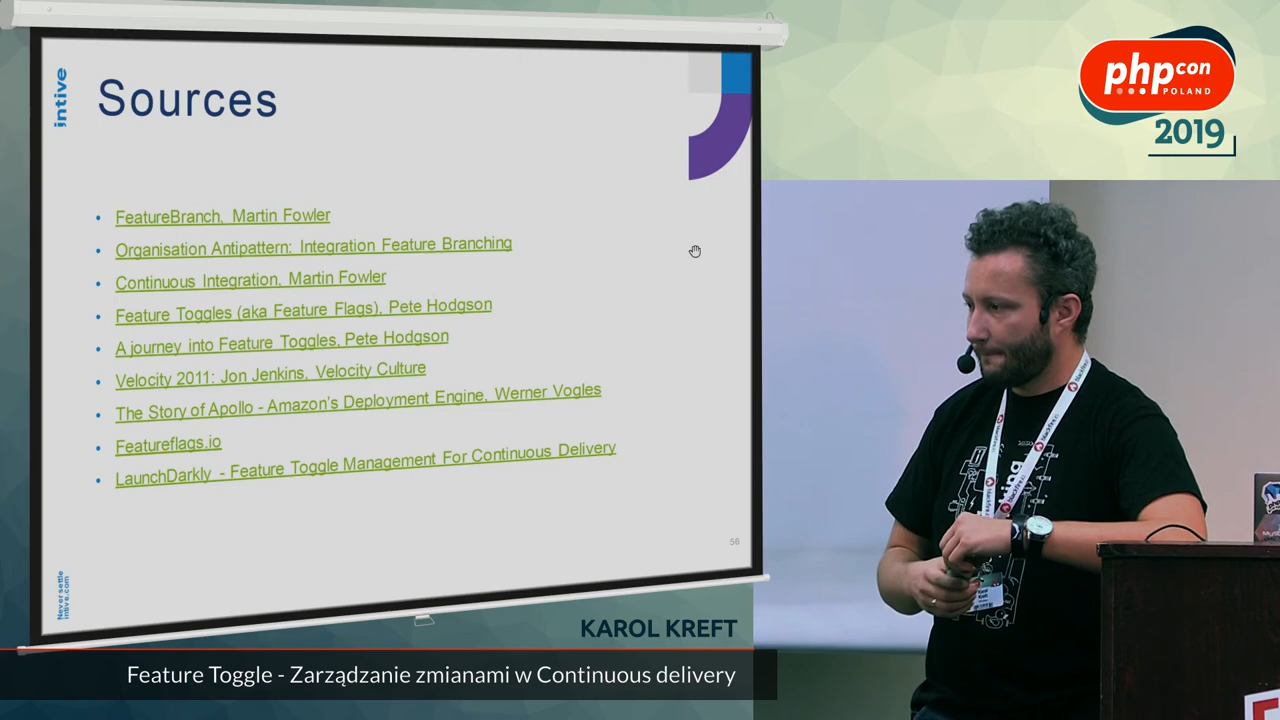 intive
Sources
FeatureBranch, Martin Fowler
Organisation Antipattern: Integration Feature Branching
Continuous Integration, Martin Fowler
Feature Toggles (aka Feature Flags), Pete Hodgson
A journey into Feature Toggles, Pete Hodgson
Velocity 2011: Jon Jenkins, Velocity Culture
The Story of Apollo - Amazon's Deployment Engine, Werner Vogles
Featureflags.io
LaunchDarkly - Feature Toggle Management For Continuous Delivery
56
Never settle
intive.com
phpcon
POLAND
2019
blackfire.io
KAROL KREFT
Feature Toggle - Zarządzanie zmianami w Continuous delivery